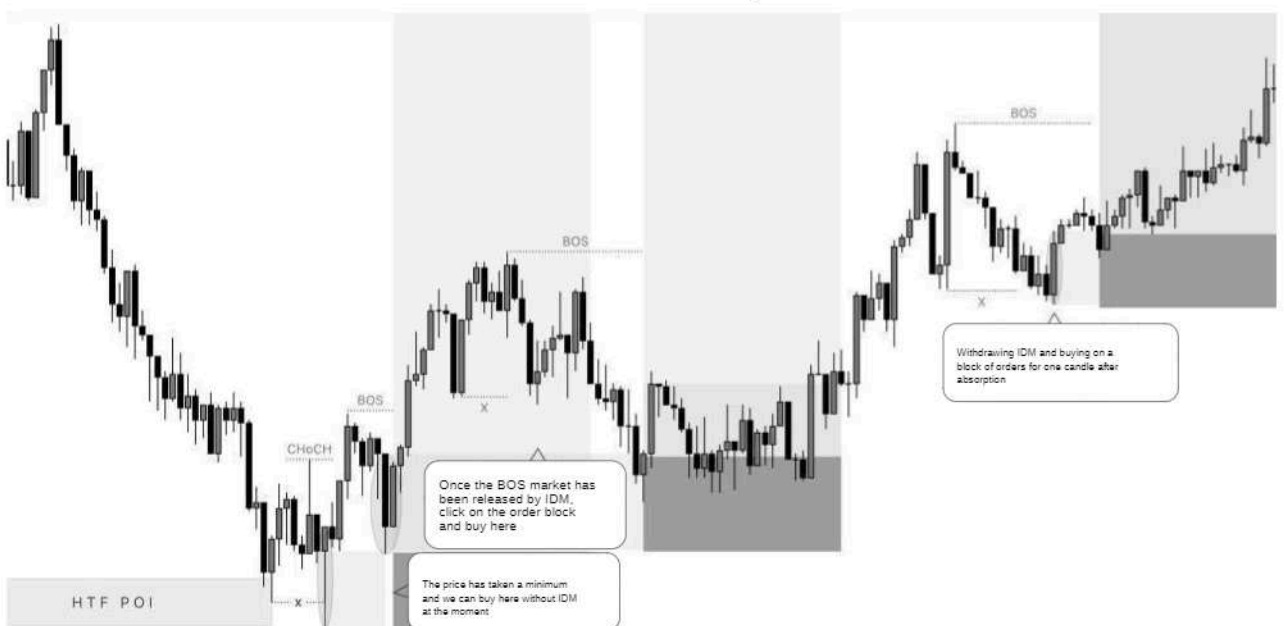 BOS
BOS
X
Withdrawing IDM and buying on a
block of orders for one candle after
absorption
BOS
X
CHoCH
Once the BOS market has
been released by IDM,
click on the order block
and buy here
The price has taken a minimum
and we can buy here without IDM
at the moment
HTF POI
x